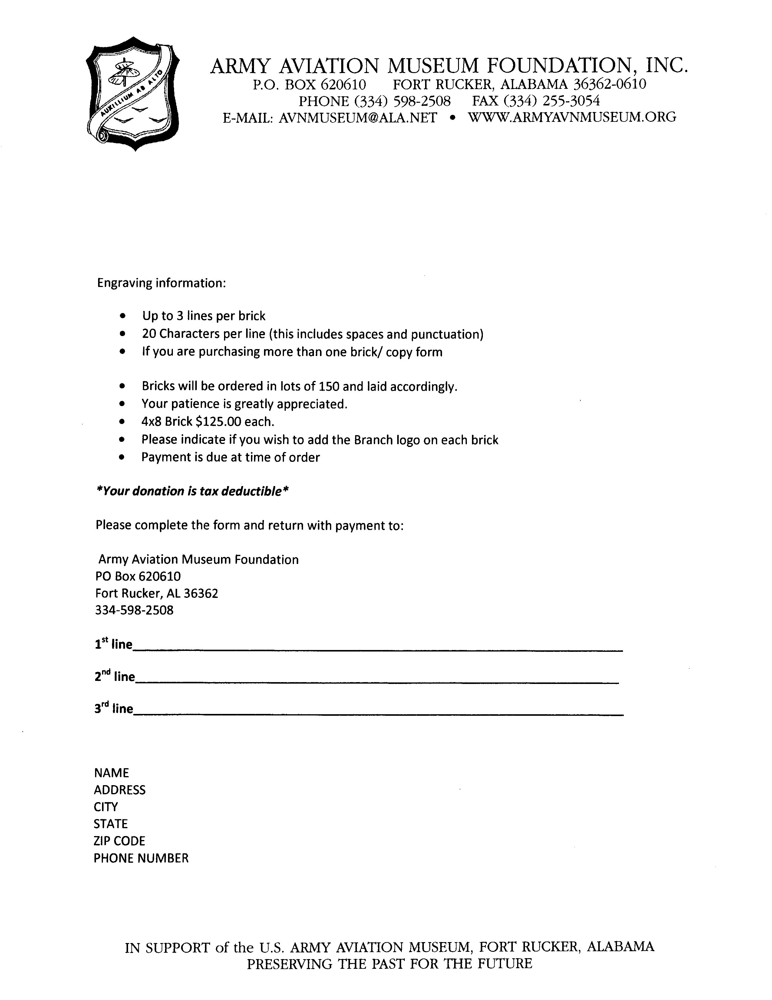 AUXILLIUM AB ALTO
ARMY AVIATION MUSEUM FOUNDATION, INC.
P.O. BOX 620610 FORT RUCKER, ALABAMA 36362-0610
PHONE (334) 598-2508 FAX (334) 255-3054
E-MAIL: AVNMUSEUM@ALA.NET • WWW.ARMYAVNMUSEUM.ORG
Engraving information:
• Up to 3 lines per brick
• 20 Characters per line (this includes spaces and punctuation)
• If you are purchasing more than one brick/ copy form
• Bricks will be ordered in lots of 150 and laid accordingly.
• Your patience is greatly appreciated.
• 4x8 Brick $125.00 each.
• Please indicate if you wish to add the Branch logo on each brick
• Payment is due at time of order
*Your donation is tax deductible*
Please complete the form and return with payment to:
Army Aviation Museum Foundation
PO Box 620610
Fort Rucker, AL 36362
334-598-2508
1st line
2nd line
3rd line
NAME
ADDRESS
CITY
STATE
ZIP CODE
PHONE NUMBER
IN SUPPORT of the U.S. ARMY AVIATION MUSEUM, FORT RUCKER, ALABAMA
PRESERVING THE PAST FOR THE FUTURE